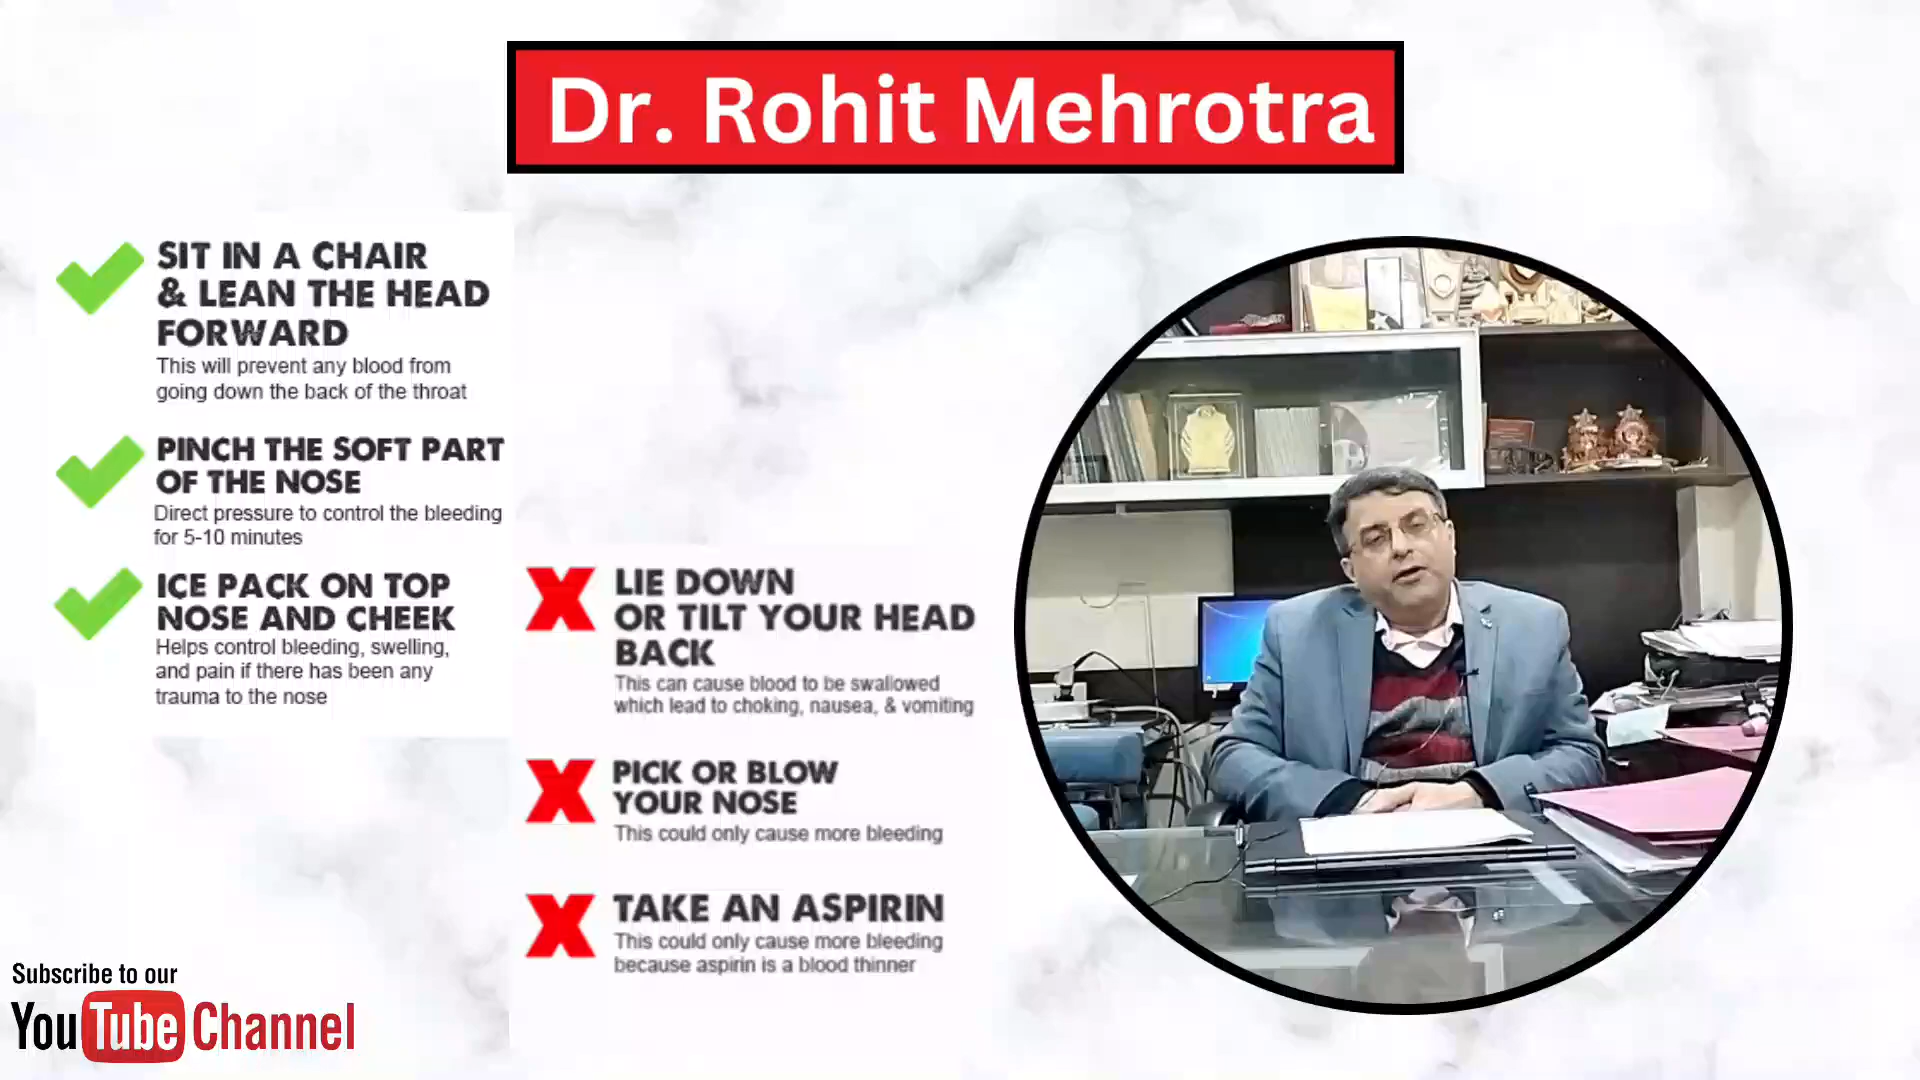 Dr. Rohit Mehrotra
SIT IN A CHAIR
& LEAN THE HEAD
FORWARD
This will prevent any blood from
going down the back of the throat
PINCH THE SOFT PART
OF THE NOSE
Direct pressure to control the bleeding
for 5-10 minutes
ICE PACK ON TOP
NOSE AND CHEEK
Helps control bleeding, swelling,
and pain if there has been any
trauma to the nose
LIE DOWN
OR TILT YOUR HEAD
BACK
This can cause blood to be swallowed
which lead to choking, nausea, & vomiting
PICK OR BLOW
YOUR NOSE
This could only cause more bleeding
TAKE AN ASPIRIN
This could only cause more bleeding
because aspirin is a blood thinner
Subscribe to our
YouTube Channel